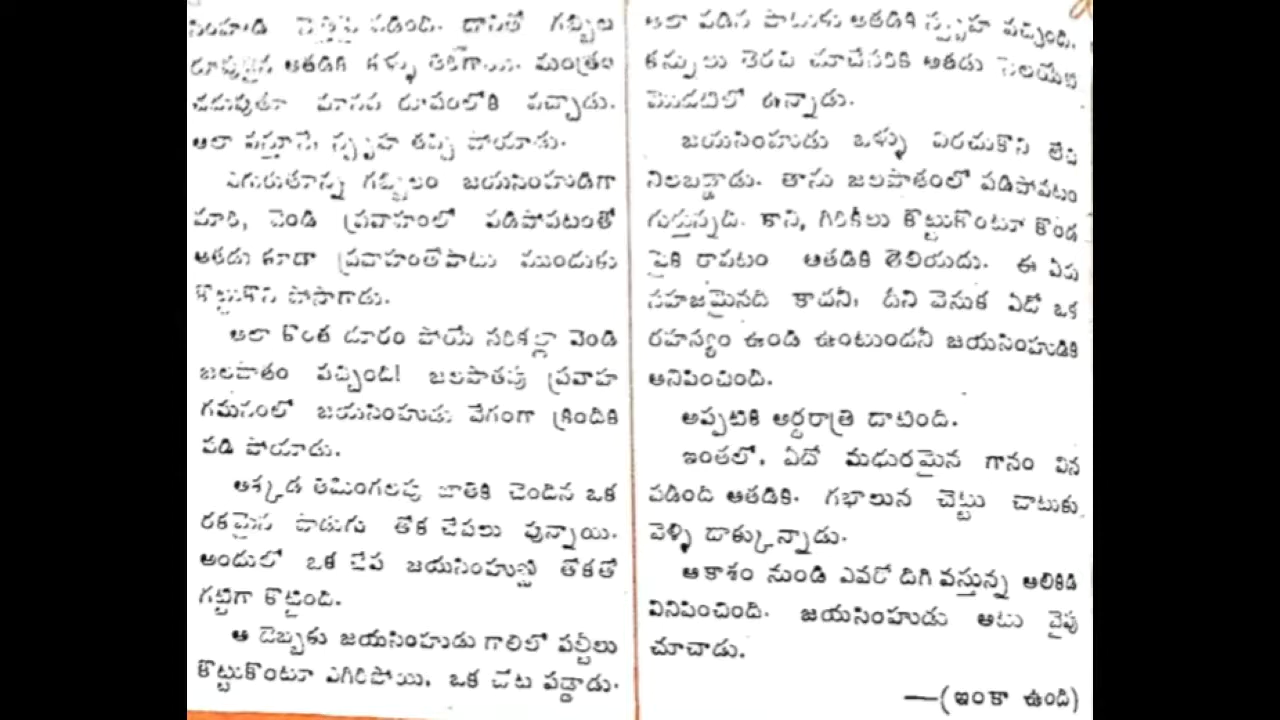 పడింది. దానితో గబ్బిల
రూపుడైన అతడికి కళ్ళు తిరిగాయి. మంత్రం
చదువుతూ మానవ రూపంలోకి వచ్చాడు.
అలా వస్తూనే, స్పృహ తప్పి పోయాడు.
ఎగురుతూన్న గబ్బిలం జయసింహుడిగా
మారి, వెండి ప్రవాహంలో పడిపోవటంతో
అతడు కూడా ప్రవాహంతోపాటు ముందుకు
కొట్టుకొని పోసాగాడు.
అలా కొంత దూరం పోయే సరికల్లా వెండి
జలపాతం వచ్చింది! జలపాతపు ప్రవాహ
గమనంలో జయసింహుడు వేగంగా క్రిందికి
పడి పోయాడు.
అక్కడ తిమింగలపు జాతికి చెందిన ఒక
రకమైన పొడుగు తోక చేపలు వున్నాయి.
అందులో ఒక చేప జయసింహుణ్ణి తోకతో
గట్టిగా కొట్టింది.
ఆ దెబ్బకు జయసింహుడు గాలిలో పల్టీలు
కొట్టుకొంటూ ఎగిరిపోయి, ఒక చోట పడ్డాడు.
అలా పడిన పాటుకు అతడికి స్పృహ వచ్చింది.
కన్నులు తెరచి చూచేసరికి అతడు సెలయేటి
మొదటిలో ఉన్నాడు.
జయసింహుడు ఒళ్ళు విరచుకొని లేచి
నిలబడ్డాడు. తాను జలపాతంలో పడిపోవటం
గుర్తున్నది. కాని, గిరికీలు కొట్టుకొంటూ కొండ
పైకి రావటం అతడికి తెలియదు. ఈ ఏప
సహజమైనది కాదనీ, దీని వెనుక ఏదో ఒక
రహస్యం ఉండి ఉంటుందనీ జయసింహుడికి
అనిపించింది.
అప్పటికి అర్ధరాత్రి దాటింది.
ఇంతలో, ఏదో మధురమైన గానం విన
పడింది అతడికి. గభాలున చెట్టు చాటుకు
వెళ్ళి దాక్కున్నాడు.
ఆకాశం నుండి ఎవరో దిగి వస్తున్న అలికిడి
వినిపించింది. జయసింహుడు అటు వైపు
చూచాడు.
—(ఇంకా ఉంది)